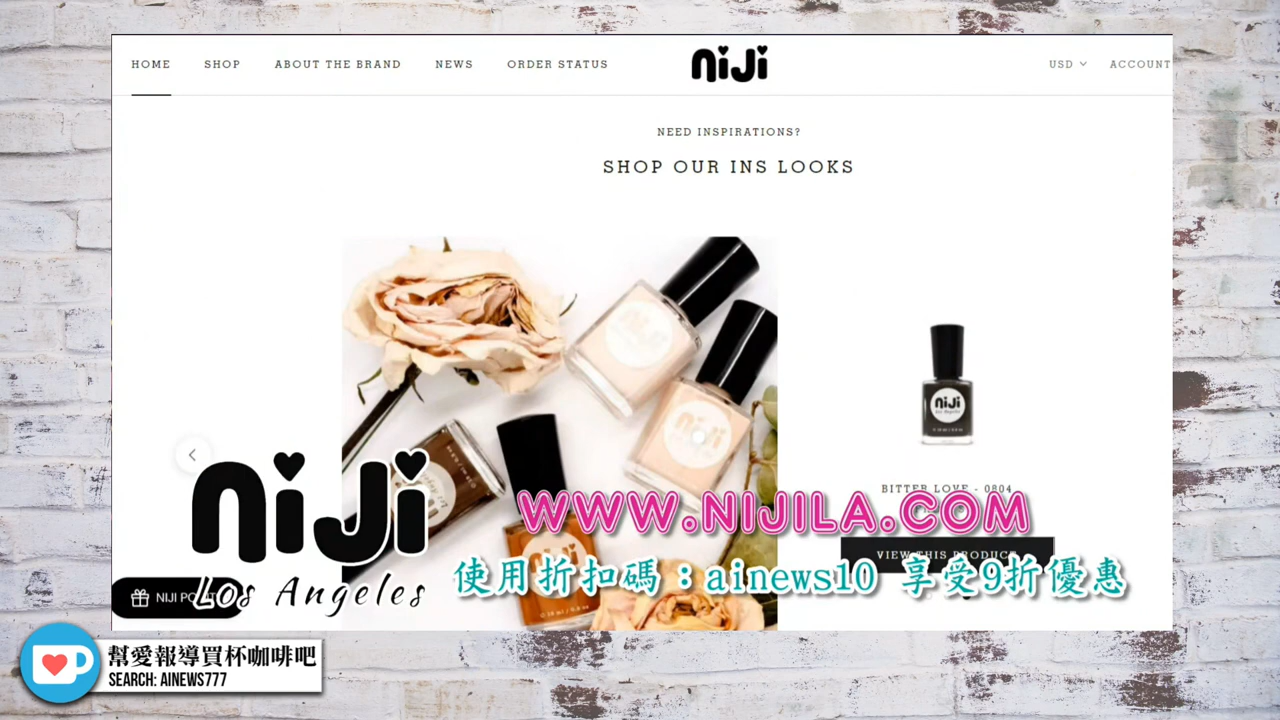 HOME SHOP ABOUT THE BRAND NEWS ORDER STATUS niji USD ACCOUNT
NEED INSPIRATIONS?
SHOP OUR INS LOOKS
niji
BITTER LOVE - 0804
VIEW THIS PRODUCT
niji
Los Angeles
WWW.NIJILA.COM
使用折扣碼：ainews10 享受9折優惠
NIJI
幫愛報導買杯咖啡吧
SEARCH: AINEWS777